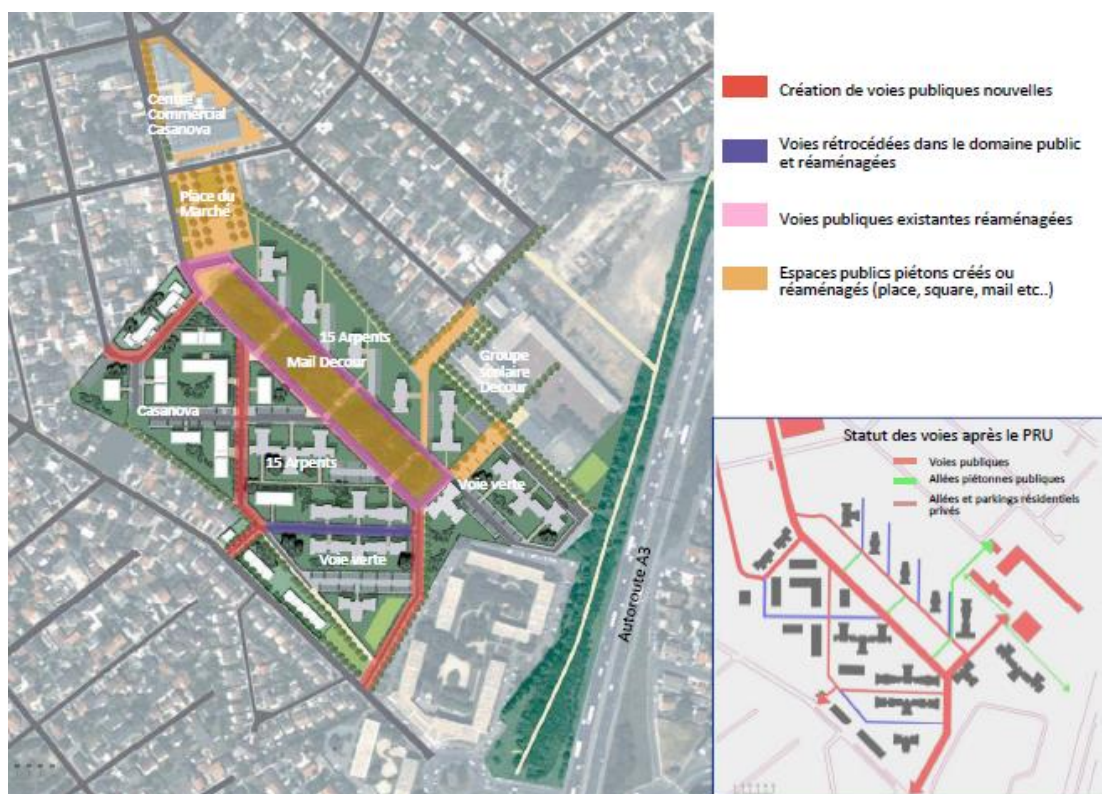 Centre
Commercial
Casanova
Place du
Marché
15 Arpents
Mail Decour
Groupe
scolaire
Decour
Casanova
15 Arpents
Voie verte
Voie verte
Autoroute A3
Création de voies publiques nouvelles
Voies rétrocédées dans le domaine public
et réaménagées
Voies publiques existantes réaménagées
Espaces publics piétons créés ou
réaménagés (place, square, mail etc..)
Statut des voies après le PRU
Voies publiques
Allées piétonnes publiques
Allées et parkings résidentiels
privés